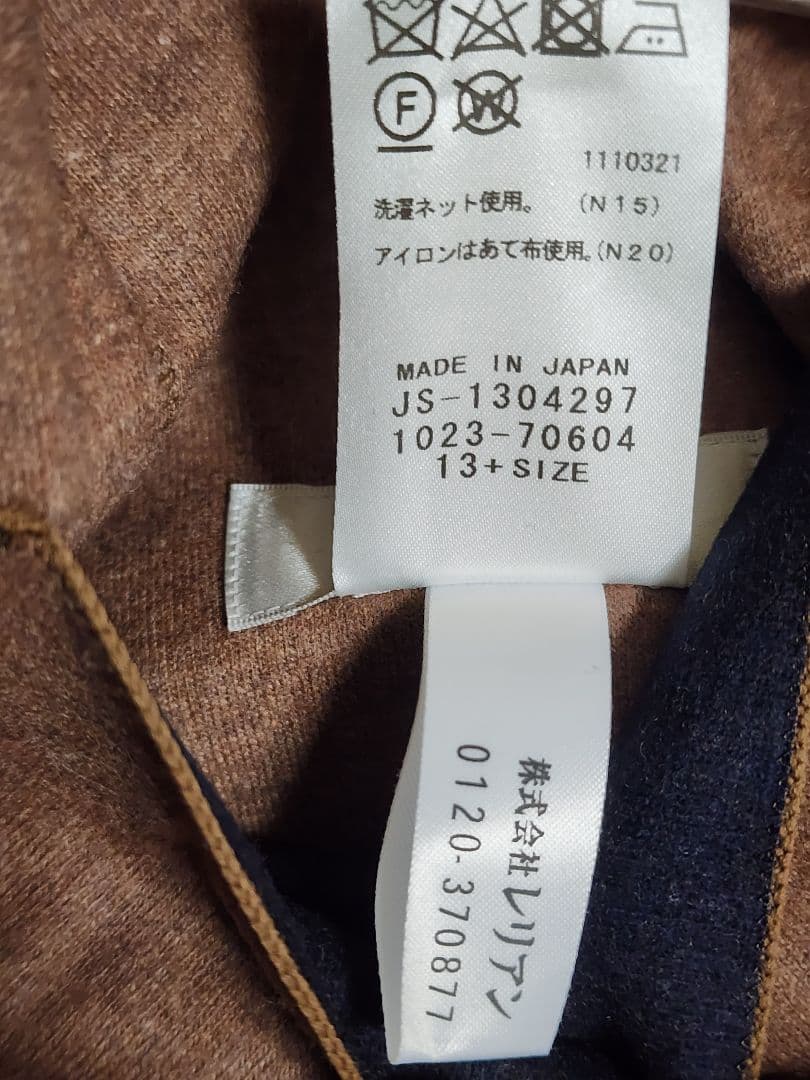 F
W
1110321
洗濯ネット使用。 (N15)
アイロンはあて布使用。(N20)
MADE IN JAPAN
JS-1304297
1023-70604
13+SIZE
株式会社レリアン
0120-370877